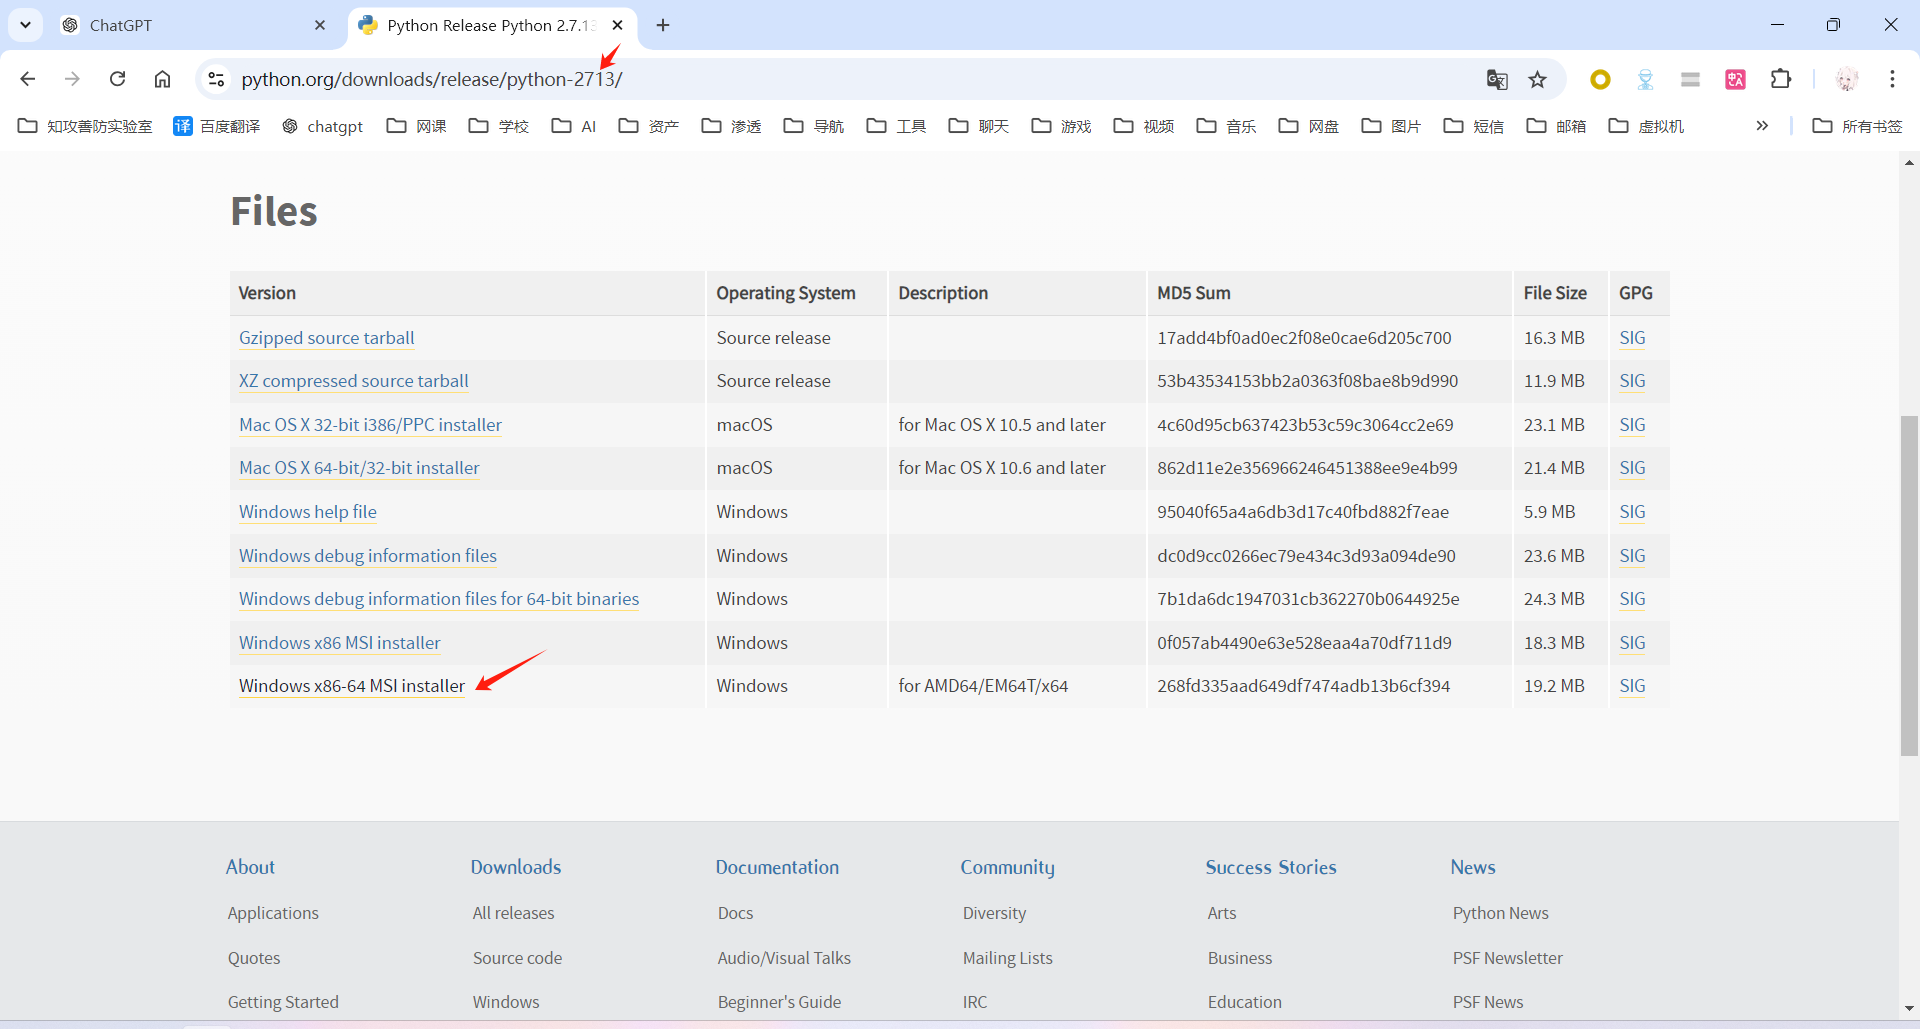 ChatGPT
Python Release Python 2.7.13
python.org/downloads/release/python-2713/
知攻善防实验室 译 百度翻译 chatgpt 网课 学校 AI 资产 渗透 导航 工具 聊天 游戏 视频 音乐 网盘 图片 短信 邮箱 虚拟机 » 所有书签
Files
Version Operating System Description MD5 Sum File Size GPG
Gzipped source tarball Source release 17add4bf0ad0ec2f08e0cae6d205c700 16.3 MB SIG
XZ compressed source tarball Source release 53b43534153bb2a0363f08bae8b9d990 11.9 MB SIG
Mac OS X 32-bit i386/PPC installer macOS for Mac OS X 10.5 and later 4c60d95cb637423b53c59c3064cc2e69 23.1 MB SIG
Mac OS X 64-bit/32-bit installer macOS for Mac OS X 10.6 and later 862d11e2e356966246451388ee9e4b99 21.4 MB SIG
Windows help file Windows 95040f65a4a6db3d17c40fbd882f7eae 5.9 MB SIG
Windows debug information files Windows dc0d9cc0266ec79e434c3d93a094de90 23.6 MB SIG
Windows debug information files for 64-bit binaries Windows 7b1da6dc1947031cb362270b0644925e 24.3 MB SIG
Windows x86 MSI installer Windows 0f057ab4490e63e528eaa4a70df711d9 18.3 MB SIG
Windows x86-64 MSI installer Windows for AMD64/EM64T/x64 268fd335aad649df7474adb13b6cf394 19.2 MB SIG
About Downloads Documentation Community Success Stories News
Applications All releases Docs Diversity Arts Python News
Quotes Source code Audio/Visual Talks Mailing Lists Business PSF Newsletter
Getting Started Windows Beginner's Guide IRC Education PSF News